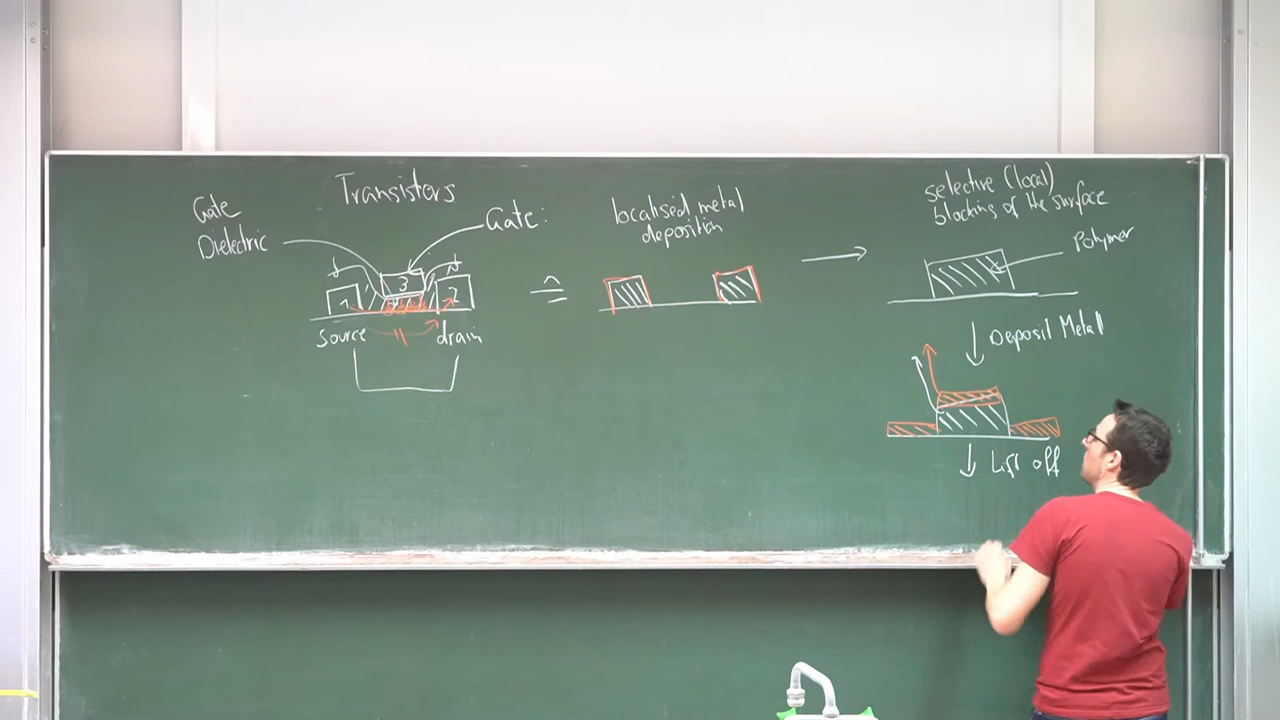 Transistors
Gate
Dielectric
Gate:
3
1
2
source
drain
≙
localised metal
deposition
selective (local)
blocking of the surface
Polymer
Deposit Metal
Lift off